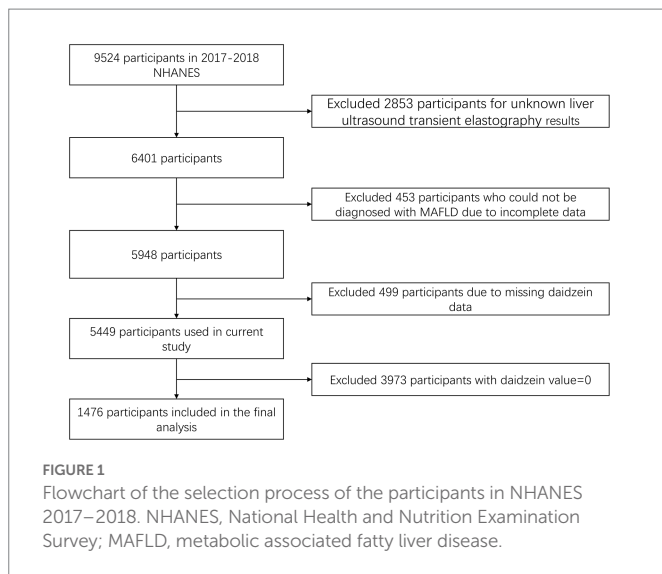 9524 participants in 2017-2018
NHANES
Excluded 2853 participants for unknown liver
ultrasound transient elastography results
6401 participants
Excluded 453 participants who could not be
diagnosed with MAFLD due to incomplete data
5948 participants
Excluded 499 participants due to missing daidzein
data
5449 participants used in current
study
Excluded 3973 participants with daidzein value=0
1476 participants included in the final
analysis
FIGURE 1
Flowchart of the selection process of the participants in NHANES
2017–2018. NHANES, National Health and Nutrition Examination
Survey; MAFLD, metabolic associated fatty liver disease.